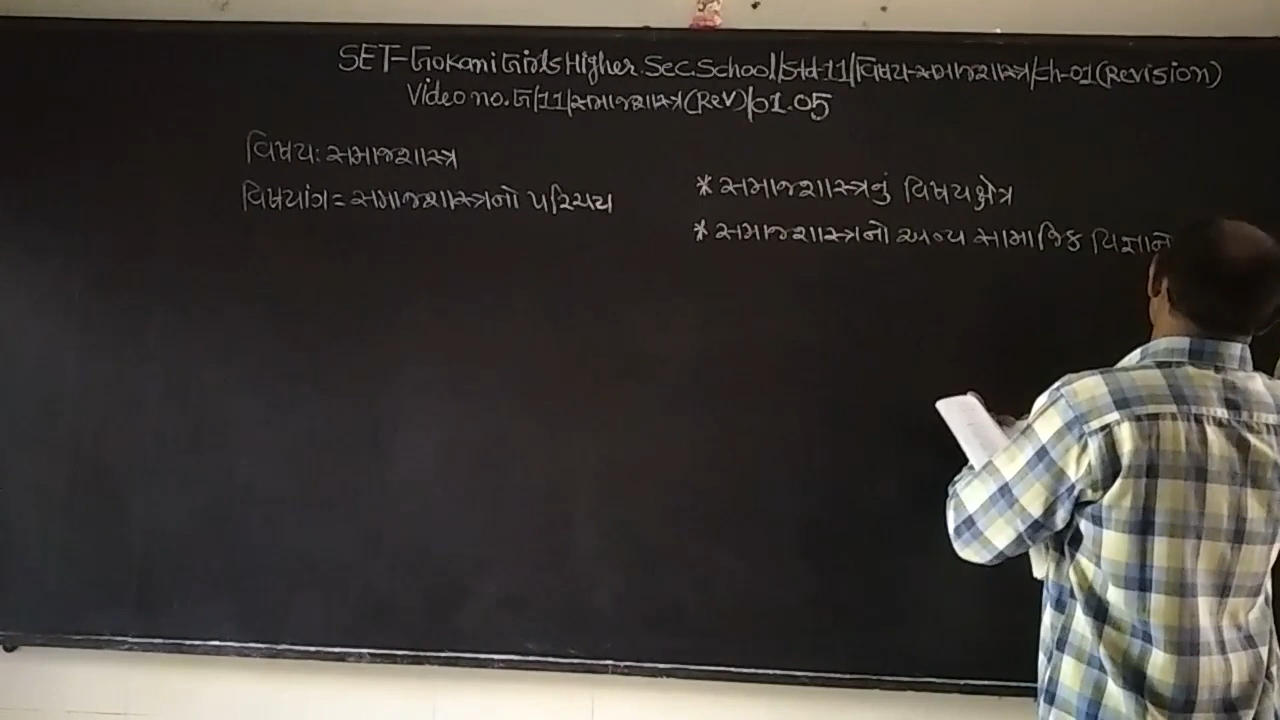 SET-Gokani Girls Higher.Sec.School/Std-11/વિષય-સમાજશાસ્ત્ર/ch-01(Revision)
Video no.G/11/સમાજશાસ્ત્ર(Rev)/01.05
વિષય: સમાજશાસ્ત્ર
વિષયાંગ = સમાજશાસ્ત્રનો પરિચય
* સમાજશાસ્ત્રનું વિષયક્ષેત્ર
* સમાજશાસ્ત્રનો અન્ય સામાજિક